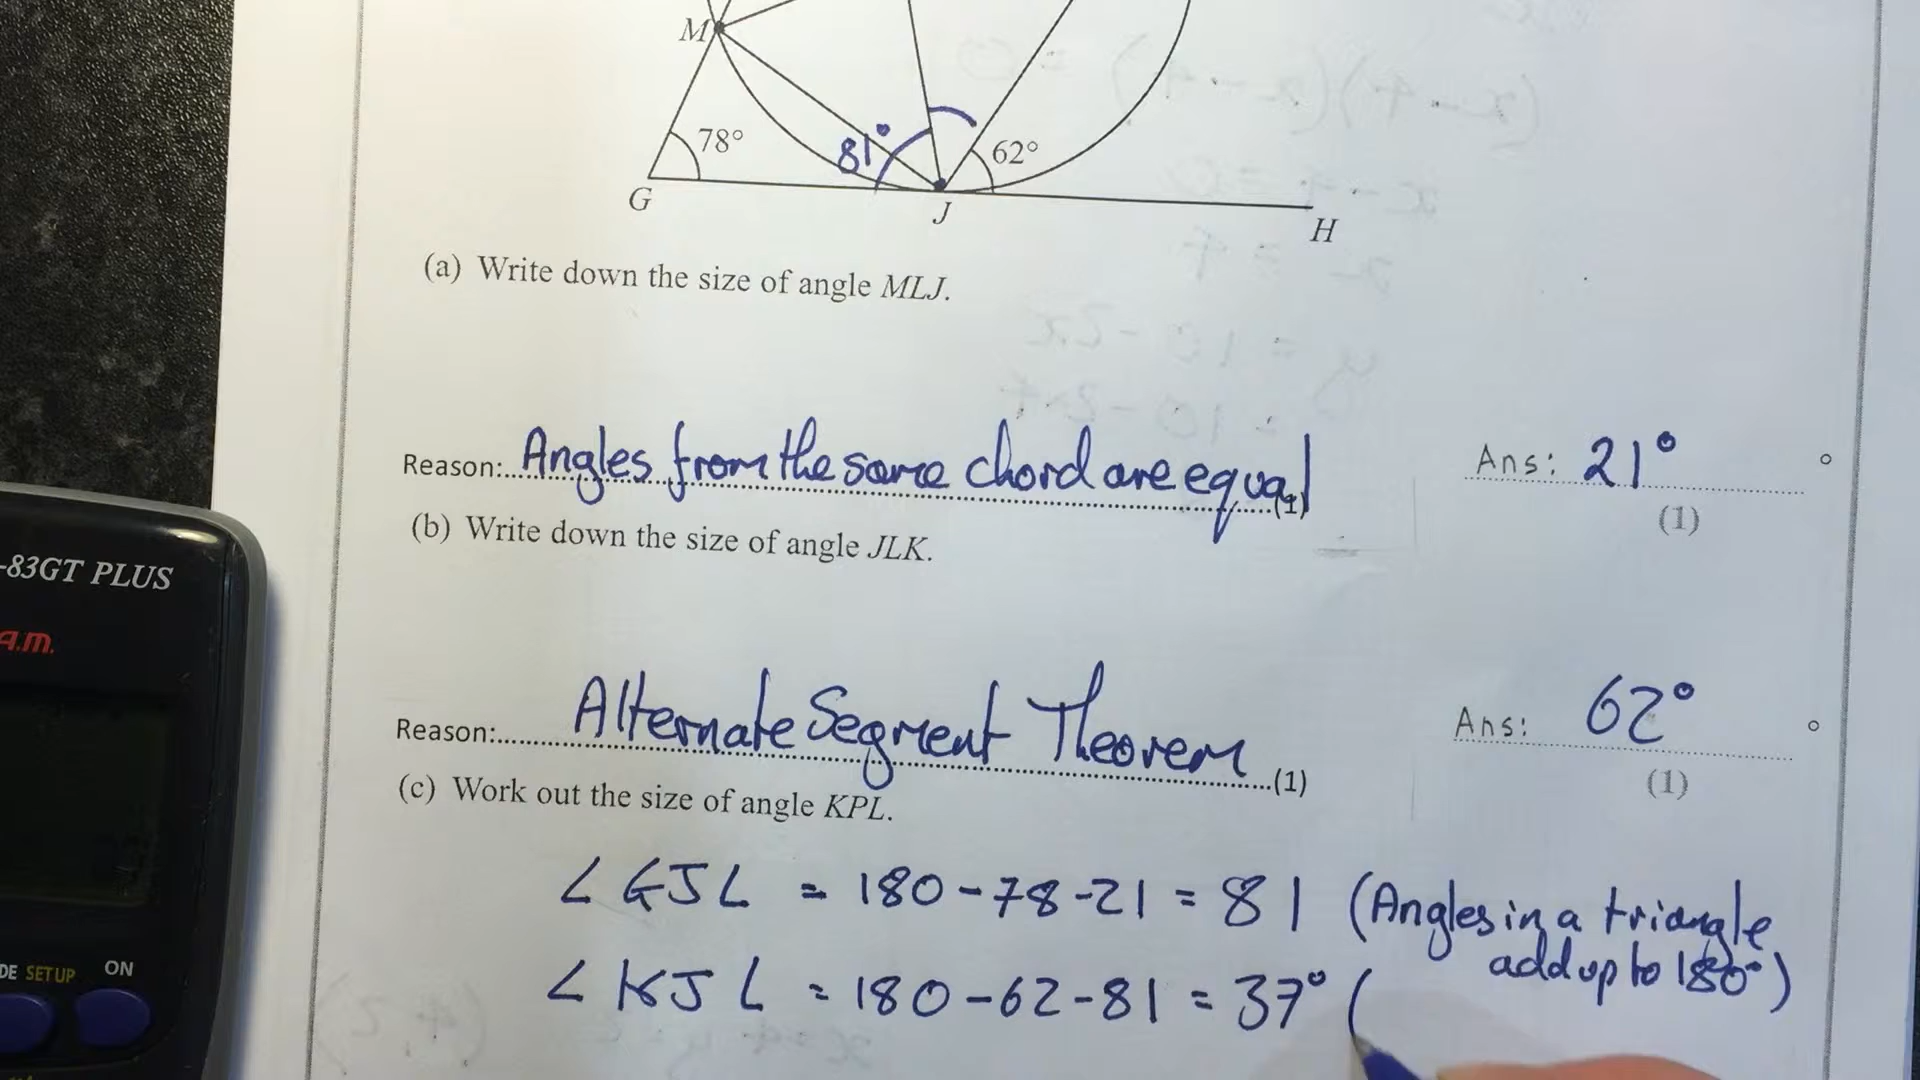 M
78°
81°
62°
G
J
H
(a) Write down the size of angle MLJ.
Reason:..Angles from the same chord are equal (1)
Ans: 21° °
(1)
(b) Write down the size of angle JLK.
Reason:..Alternate Segment Theorem (1)
Ans: 62° °
(1)
(c) Work out the size of angle KPL.
∠GJL = 180-78-21 = 81 (Angles in a triangle
add up to 180°)
∠KJL = 180-62-81 = 37° (
-83GT PLUS
A.M.
DE SETUP ON